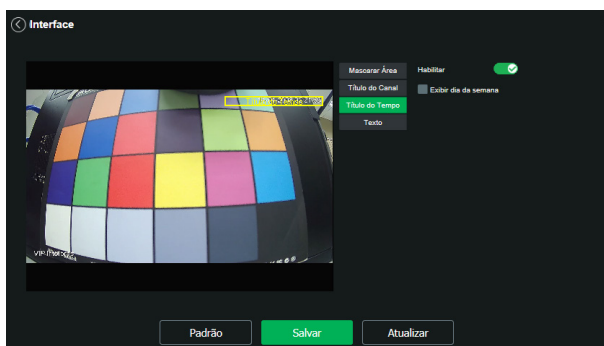 Interface
Mascarar Área
Título do Canal
Título do Tempo
Texto
Habilitar
Exibir dia da semana
Padrão
Salvar
Atualizar